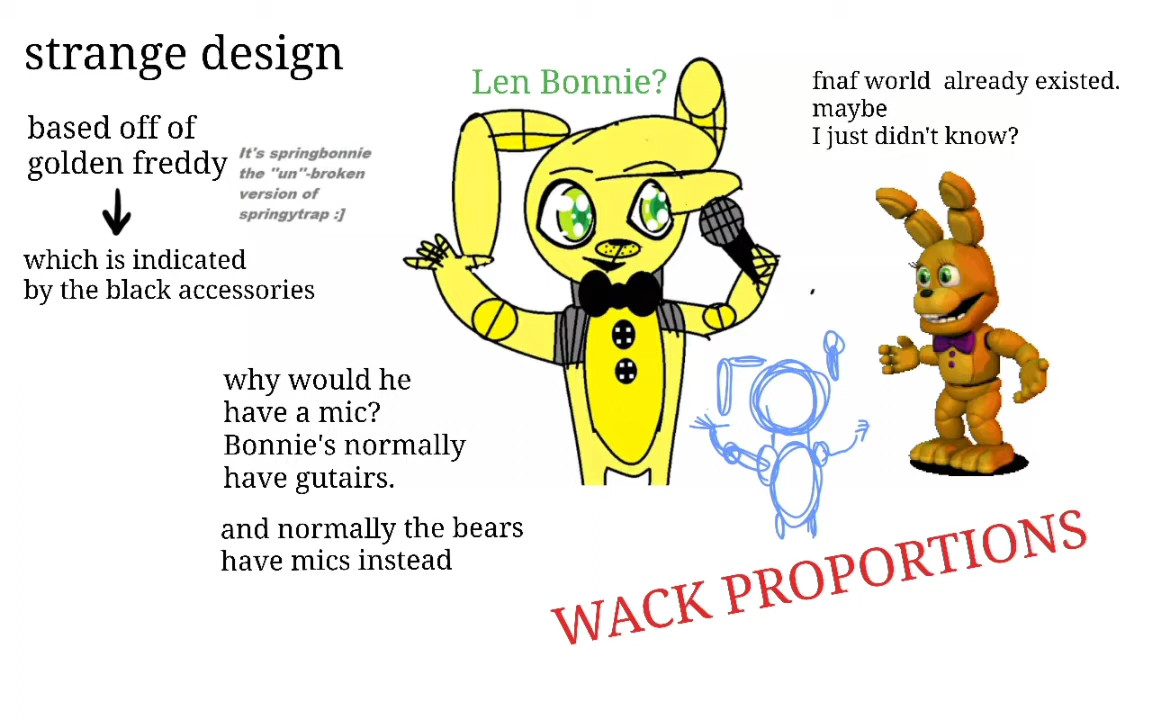 strange design
based off of
golden freddy
It's springbonnie
the "un"-broken
version of
springytrap :]
which is indicated
by the black accessories
Len Bonnie?
fnaf world already existed.
maybe
I just didn't know?
why would he
have a mic?
Bonnie's normally
have gutairs.
and normally the bears
have mics instead
WACK PROPORTIONS